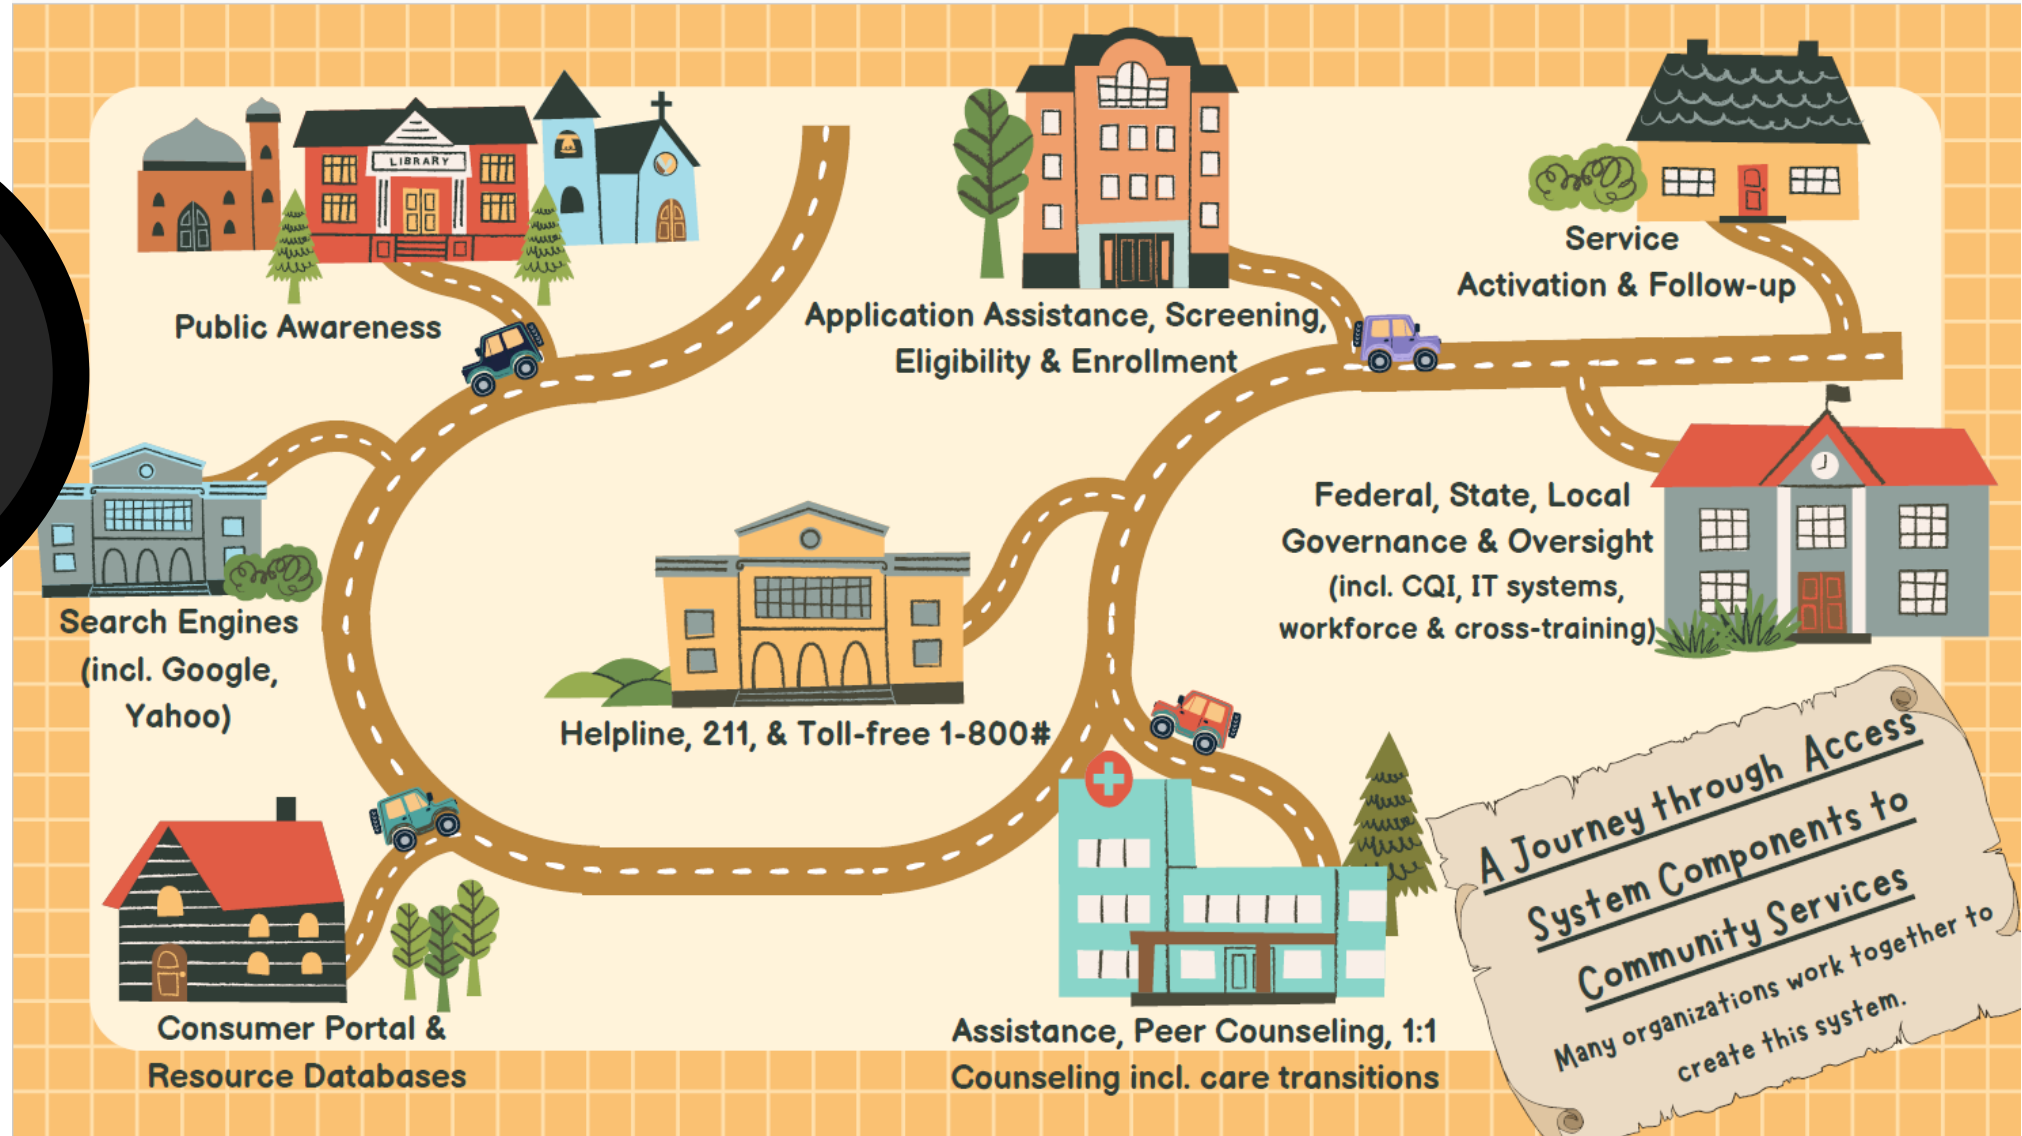 LIBRARY
Public Awareness
Application Assistance, Screening,
Eligibility & Enrollment
Service
Activation & Follow-up
Search Engines
(incl. Google,
Yahoo)
Helpline, 211, & Toll-free 1-800#
Federal, State, Local
Governance & Oversight
(incl. CQI, IT systems,
workforce & cross-training)
Consumer Portal &
Resource Databases
Assistance, Peer Counseling, 1:1
Counseling incl. care transitions
A Journey through Access
System Components to
Community Services
Many organizations work together to
create this system.